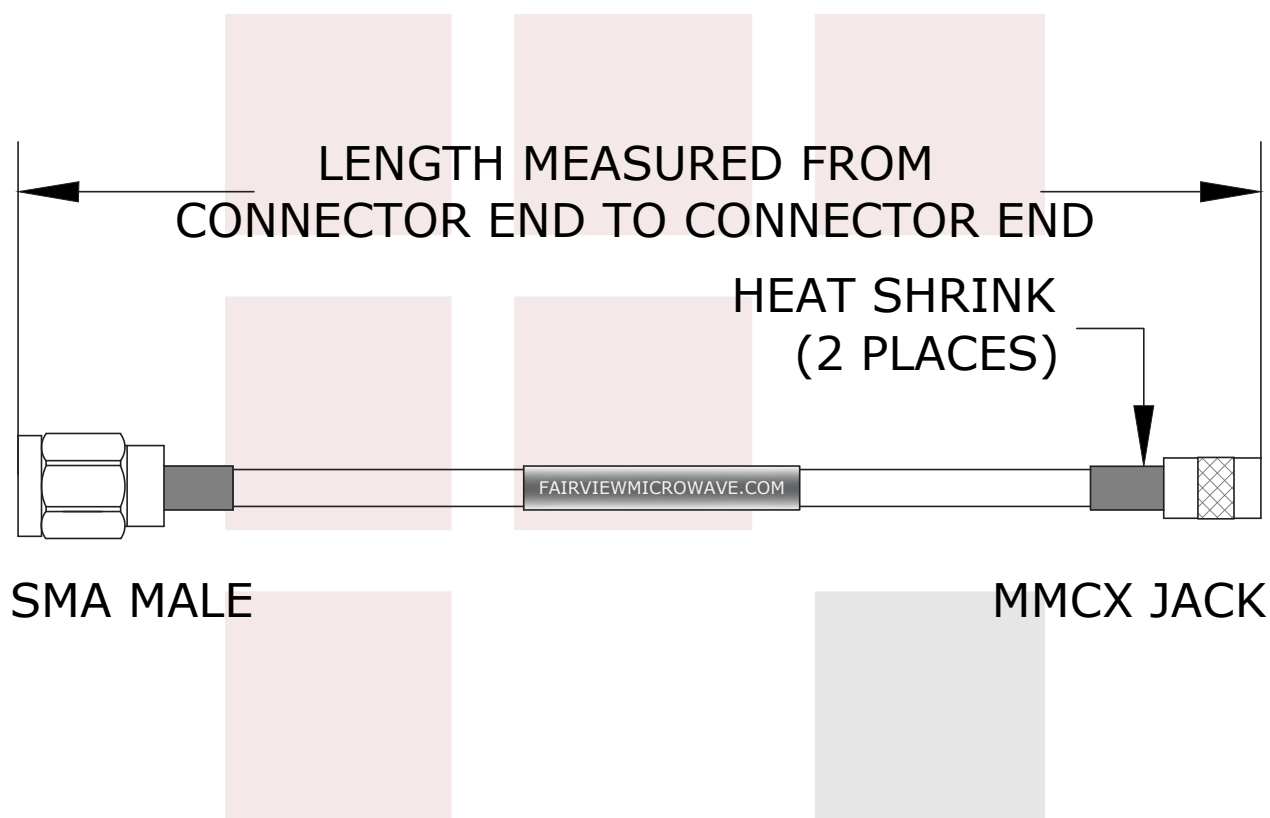 LENGTH MEASURED FROM
CONNECTOR END TO CONNECTOR END
HEAT SHRINK
(2 PLACES)
FAIRVIEWMICROWAVE.COM
SMA MALE
MMCX JACK